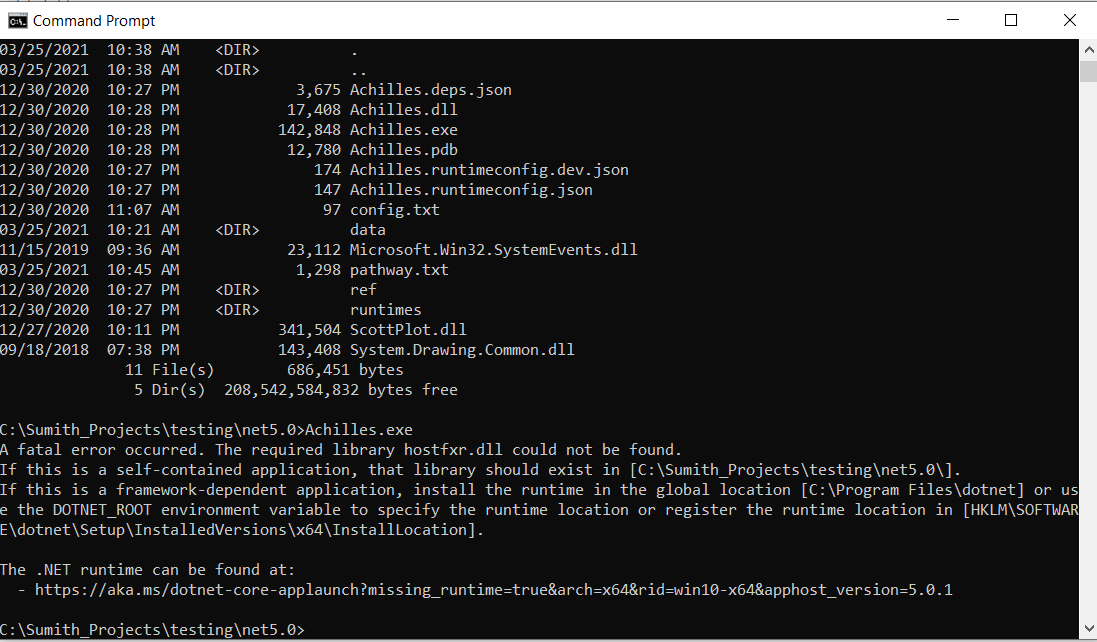 Command Prompt
03/25/2021  10:38 AM    <DIR>          .
03/25/2021  10:38 AM    <DIR>          ..
12/30/2020  10:27 PM             3,675 Achilles.deps.json
12/30/2020  10:28 PM            17,408 Achilles.dll
12/30/2020  10:28 PM           142,848 Achilles.exe
12/30/2020  10:28 PM            12,780 Achilles.pdb
12/30/2020  10:27 PM               174 Achilles.runtimeconfig.dev.json
12/30/2020  10:27 PM               147 Achilles.runtimeconfig.json
12/30/2020  11:07 AM                97 config.txt
03/25/2021  10:21 AM    <DIR>          data
11/15/2019  09:36 AM            23,112 Microsoft.Win32.SystemEvents.dll
03/25/2021  10:45 AM             1,298 pathway.txt
12/30/2020  10:27 PM    <DIR>          ref
12/30/2020  10:27 PM    <DIR>          runtimes
12/27/2020  10:11 PM           341,504 ScottPlot.dll
09/18/2018  07:38 PM           143,408 System.Drawing.Common.dll
              11 File(s)        686,451 bytes
               5 Dir(s)  208,542,584,832 bytes free
C:\Sumith_Projects\testing\net5.0>Achilles.exe
A fatal error occurred. The required library hostfxr.dll could not be found.
If this is a self-contained application, that library should exist in [C:\Sumith_Projects\testing\net5.0\].
If this is a framework-dependent application, install the runtime in the global location [C:\Program Files\dotnet] or us
e the DOTNET_ROOT environment variable to specify the runtime location or register the runtime location in [HKLM\SOFTWAR
E\dotnet\Setup\InstalledVersions\x64\InstallLocation].
The .NET runtime can be found at:
  - https://aka.ms/dotnet-core-applaunch?missing_runtime=true&arch=x64&rid=win10-x64&apphost_version=5.0.1
C:\Sumith_Projects\testing\net5.0>